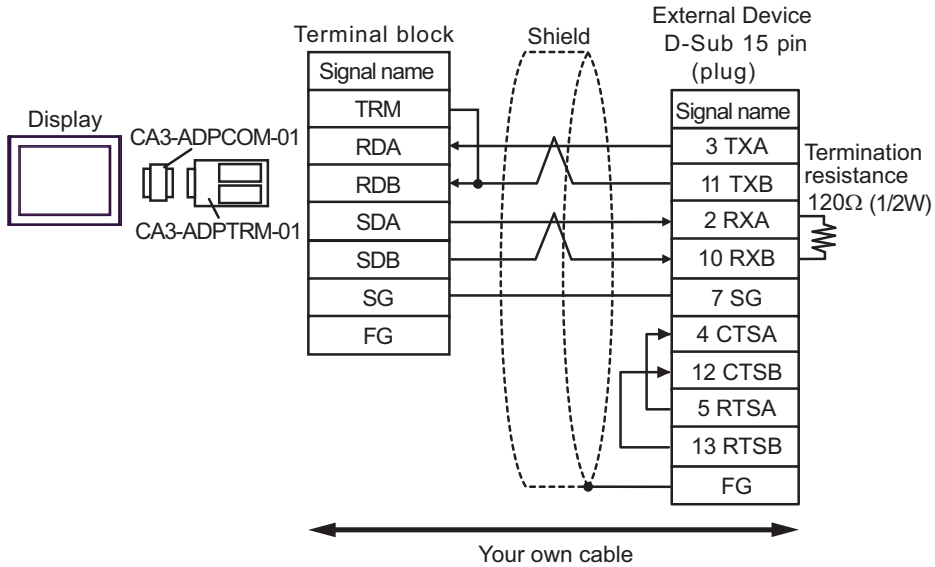 Display
CA3-ADPCOM-01
CA3-ADPTRM-01
Terminal block
Signal name
TRM
RDA
RDB
SDA
SDB
SG
FG
Shield
External Device
D-Sub 15 pin
(plug)
Signal name
3 TXA
11 TXB
2 RXA
10 RXB
7 SG
4 CTSA
12 CTSB
5 RTSA
13 RTSB
FG
Termination
resistance
120Ω (1/2W)
Your own cable